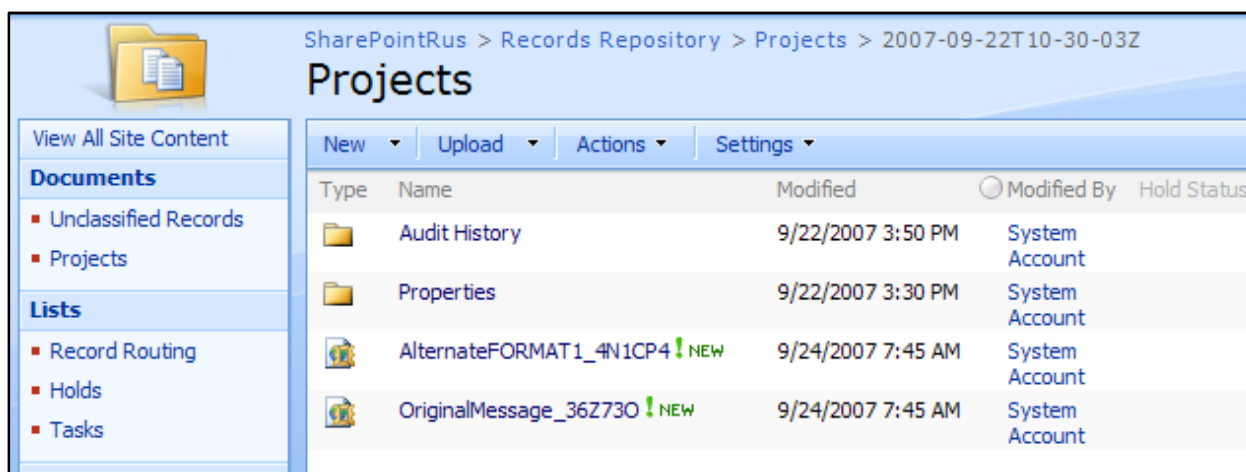 SharePointRus > Records Repository > Projects > 2007-09-22T10-30-03Z
Projects
View All Site Content
Documents
Unclassified Records
Projects
Lists
Record Routing
Holds
Tasks
New Upload Actions Settings
Type Name Modified Modified By Hold Status
Audit History 9/22/2007 3:50 PM System
Account
Properties 9/22/2007 3:30 PM System
Account
AlternateFORMAT1_4N1CP4 ! NEW 9/24/2007 7:45 AM System
Account
OriginalMessage_36Z73O ! NEW 9/24/2007 7:45 AM System
Account